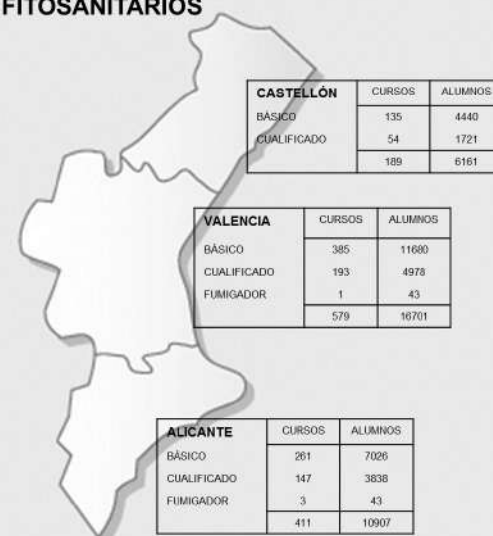 FITOSANITARIOS
CASTELLÓN CURSOS ALUMNOS
BÁSICO 135 4440
CUALIFICADO 54 1721
189 6161
VALENCIA CURSOS ALUMNOS
BÁSICO 385 11680
CUALIFICADO 193 4978
FUMIGADOR 1 43
579 16701
ALICANTE CURSOS ALUMNOS
BÁSICO 261 7026
CUALIFICADO 147 3838
FUMIGADOR 3 43
411 10907